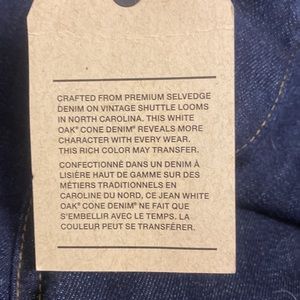 CRAFTED FROM PREMIUM SELVEDGE
DENIM ON VINTAGE SHUTTLE LOOMS
IN NORTH CAROLINA. THIS WHITE
OAK® CONE DENIM® REVEALS MORE
CHARACTER WITH EVERY WEAR.
THIS RICH COLOR MAY TRANSFER.
CONFECTIONNÉ DANS UN DENIM À
LISIÈRE HAUT DE GAMME SUR DES
MÉTIERS TRADITIONNELS EN
CAROLINE DU NORD, CE JEAN WHITE
OAK® CONE DENIM® NE FAIT QUE
S'EMBELLIR AVEC LE TEMPS. LA
COULEUR PEUT SE TRANSFÉRER.